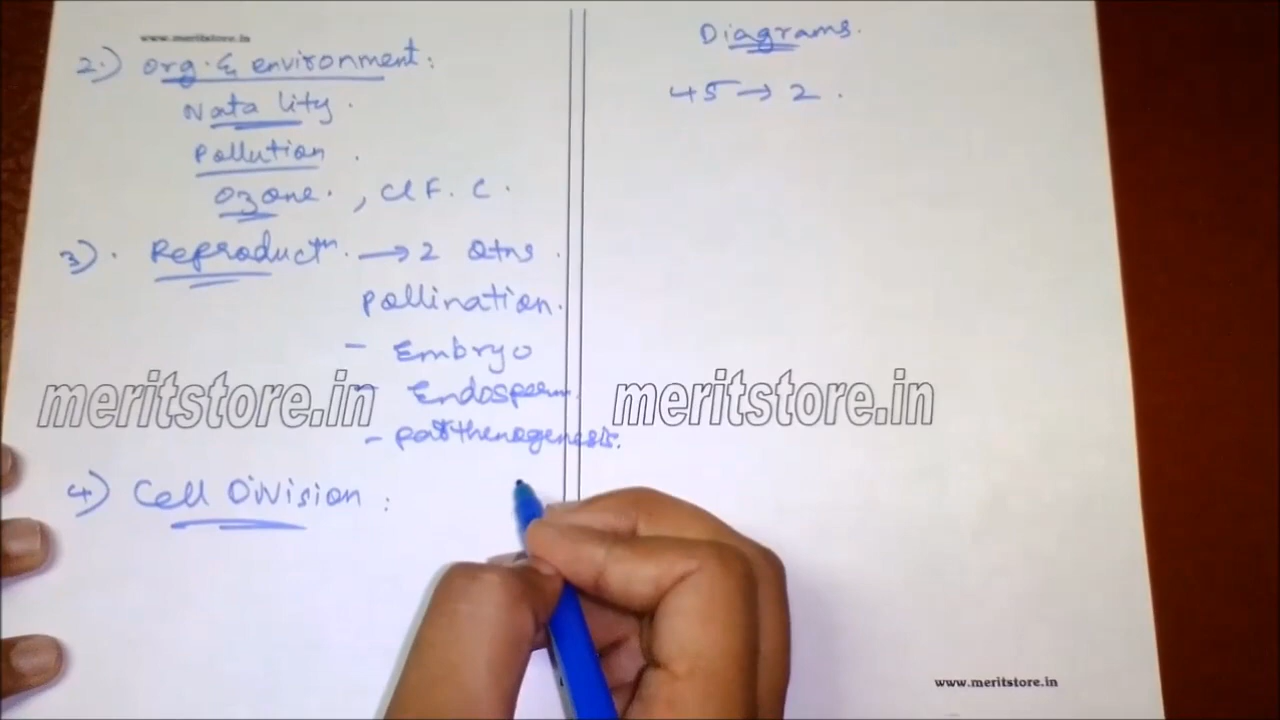 www.meritstore.in
2.) Org. & environment:
Natality.
Pollution.
Ozone., Cl F. C.
3). Reproductn. → 2 Qtns.
pollination.
- Embryo
- Endosperm.
- parthenogenesis.
meritstore.in
4) Cell Division :
Diagrams.
45 → 2.
meritstore.in
www.meritstore.in